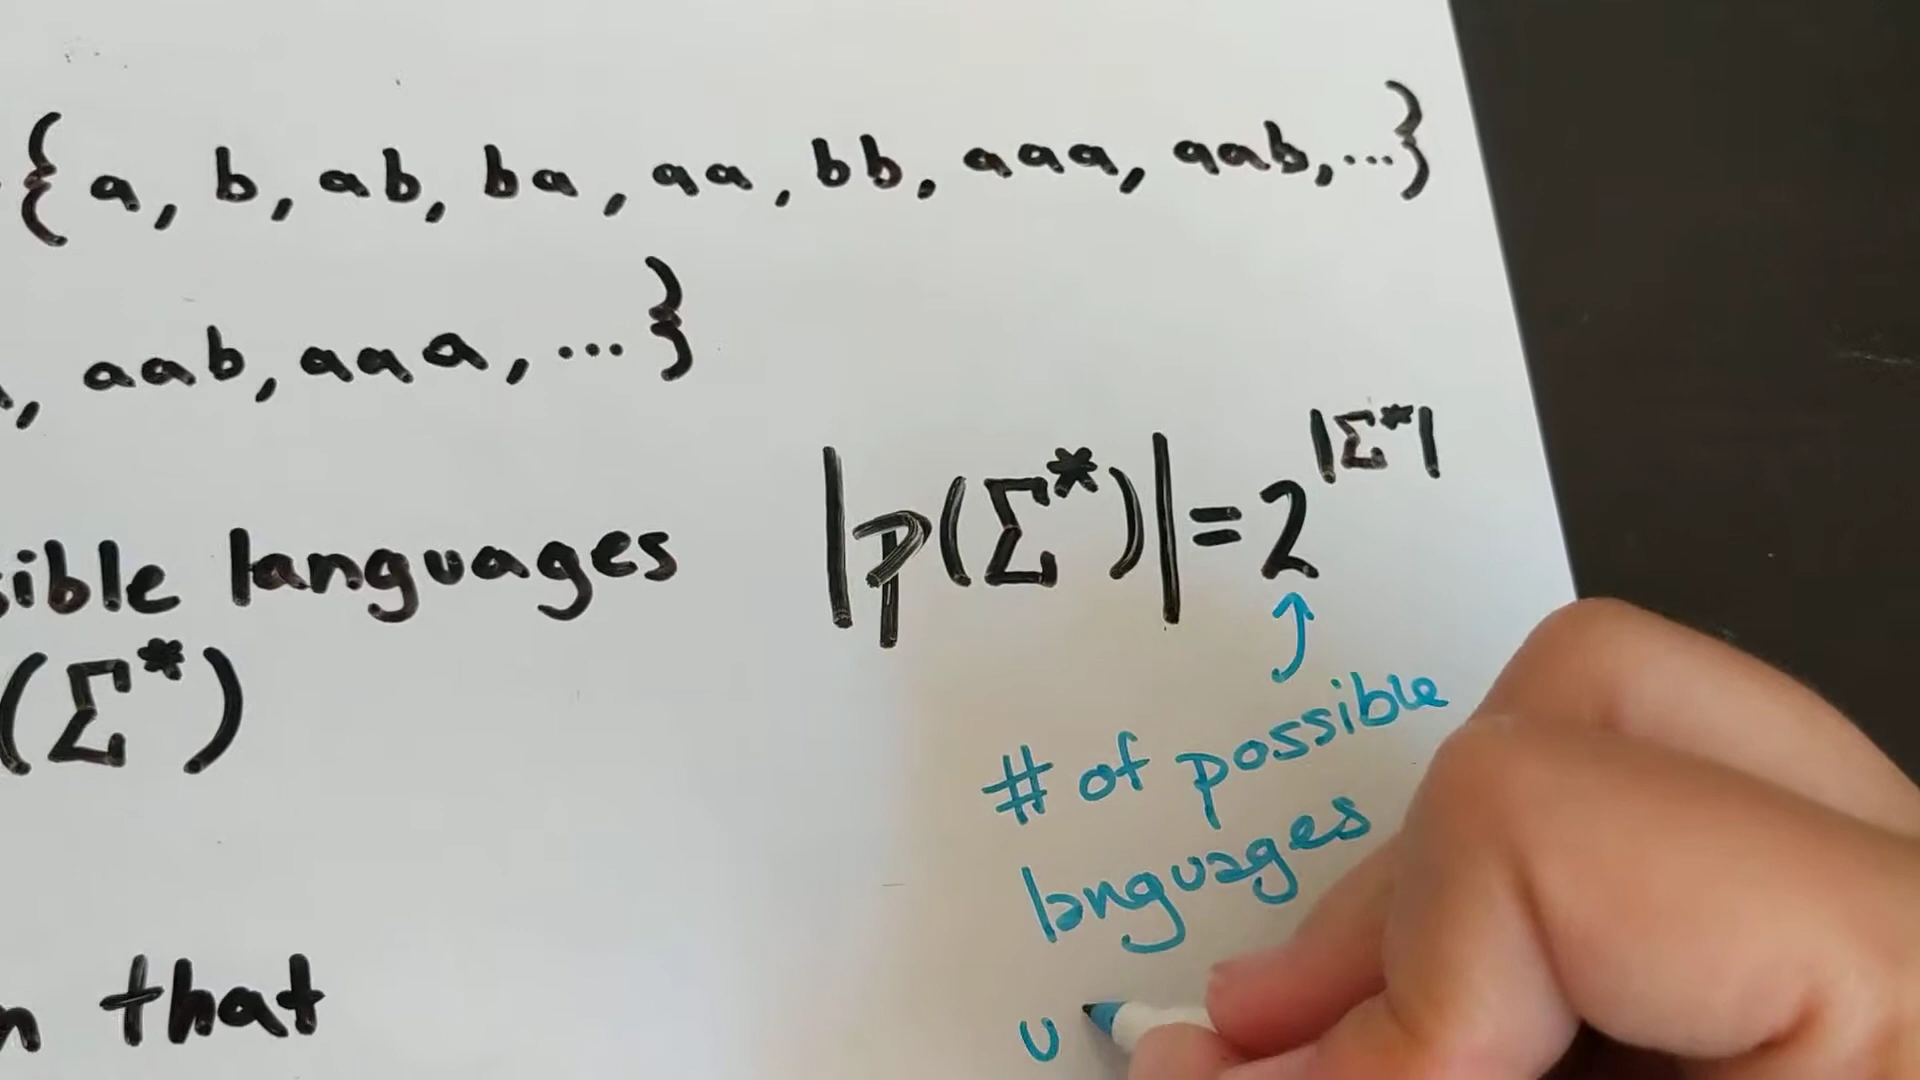 {a, b, ab, ba, aa, bb, aaa, aab, ...}
, aab, aaa, ...}
ible languages
(Σ*)
n that
|p(Σ*)| = 2^|Σ*|
# of possible
languages
u